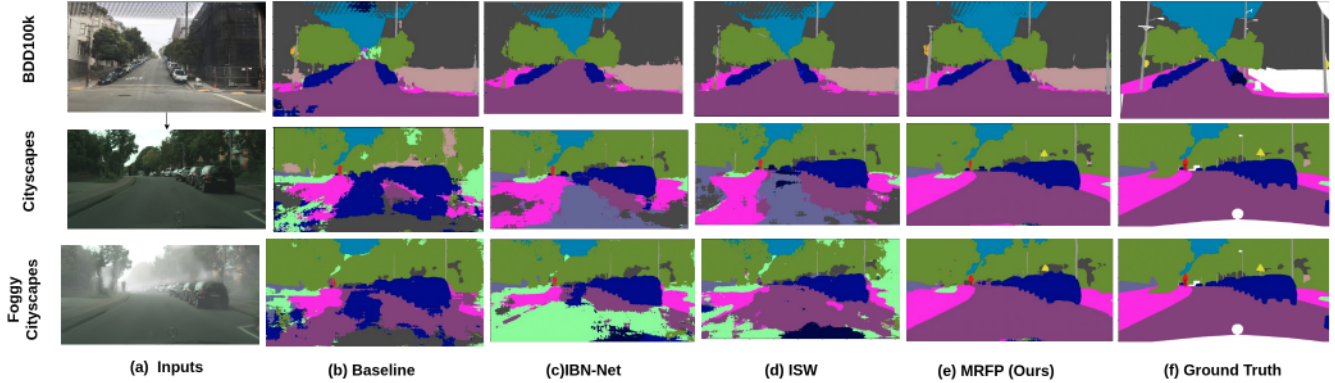 BDD100k
Cityscapes
Foggy
Cityscapes
(a) Inputs
(b) Baseline
(c)IBN-Net
(d) ISW
(e) MRFP (Ours)
(f) Ground Truth